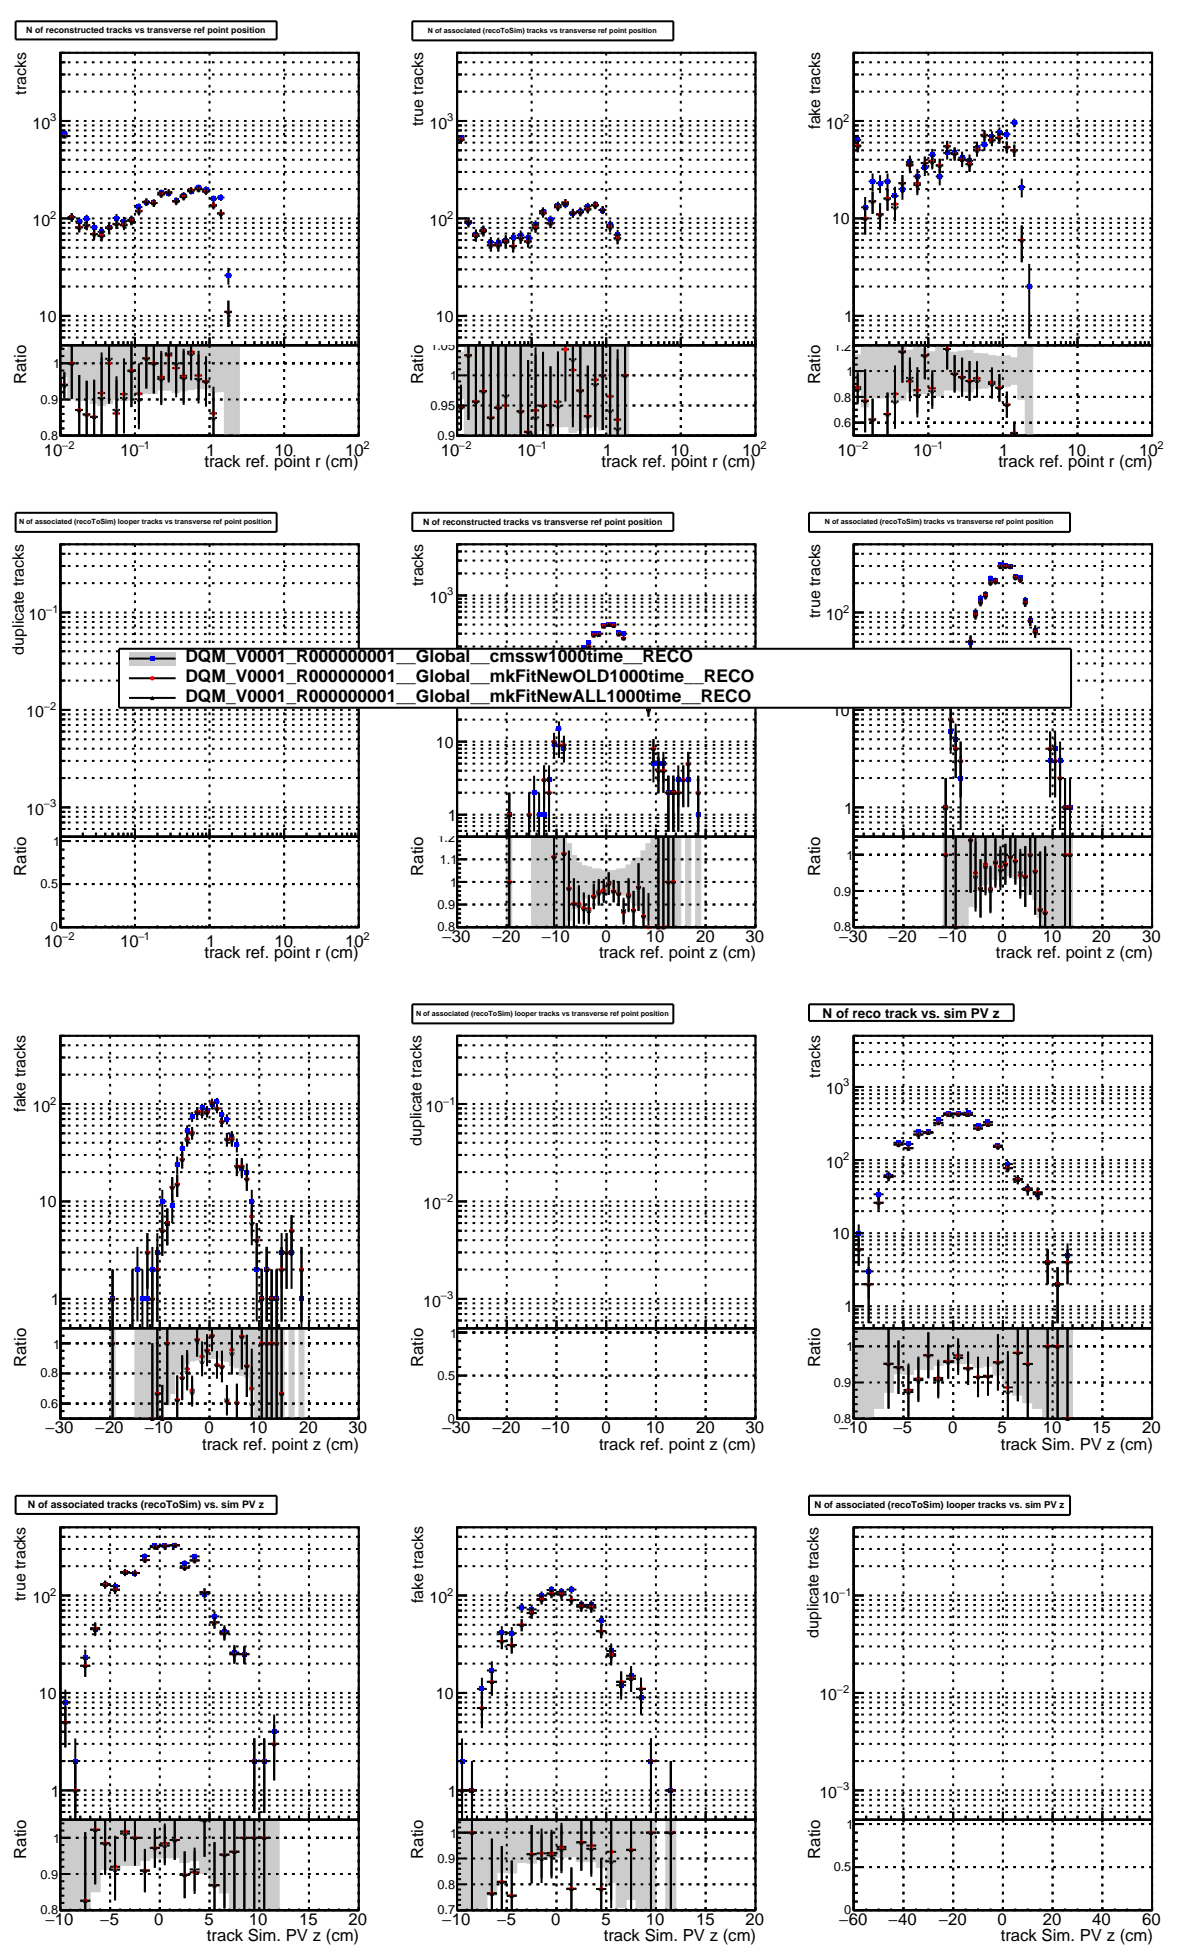 N of reconstructed tracks vs transverse ref point position
tracks
10³
10²
10
Ratio
1
0.9
0.8
10⁻² 10⁻¹ 1 10 10²
track ref. point r (cm)
N of associated (recoToSim) tracks vs transverse ref point position
true tracks
10³
10²
10
Ratio
1.05
1
0.95
0.9
10⁻² 10⁻¹ 1 10 10²
track ref. point r (cm)
fake tracks
10²
10
1
Ratio
1.2
1
0.8
0.6
10⁻² 10⁻¹ 1 10 10²
track ref. point r (cm)
N of associated (recoToSim) looper tracks vs transverse ref point position
duplicate tracks
10⁻¹
10⁻²
10⁻³
Ratio
1
0.5
0
10⁻² 10⁻¹ 1 10 10²
track ref. point r (cm)
N of reconstructed tracks vs transverse ref point position
tracks
10³
10
1
Ratio
1.2
1.1
1
0.9
0.8
−30 −20 −10 0 10 20 30
track ref. point z (cm)
N of associated (recoToSim) tracks vs transverse ref point position
true tracks
10²
10
1
Ratio
1
0.9
0.8
−30 −20 −10 0 10 20 30
track ref. point z (cm)
DQM_V0001_R000000001__Global__cmssw1000time__RECO
DQM_V0001_R000000001__Global__mkFitNewOLD1000time__RECO
DQM_V0001_R000000001__Global__mkFitNewALL1000time__RECO
fake tracks
10²
10
1
Ratio
1
0.8
0.6
−30 −20 −10 0 10 20 30
track ref. point z (cm)
N of associated (recoToSim) looper tracks vs transverse ref point position
duplicate tracks
10⁻¹
10⁻²
10⁻³
Ratio
1
0.5
0
−30 −20 −10 0 10 20 30
track ref. point z (cm)
N of reco track vs. sim PV z
tracks
10³
10²
10
1
Ratio
1
0.9
0.8
−10 −5 0 5 10 15 20
track Sim. PV z (cm)
N of associated tracks (recoToSim) vs. sim PV z
true tracks
10²
10
1
Ratio
1
0.9
0.8
−10 −5 0 5 10 15 20
track Sim. PV z (cm)
fake tracks
10²
10
1
Ratio
1
0.9
0.8
0.7
−10 −5 0 5 10 15 20
track Sim. PV z (cm)
N of associated (recoToSim) looper tracks vs. sim PV z
duplicate tracks
10⁻¹
10⁻²
10⁻³
Ratio
1
0.5
0
−60 −40 −20 0 20 40 60
track Sim. PV z (cm)